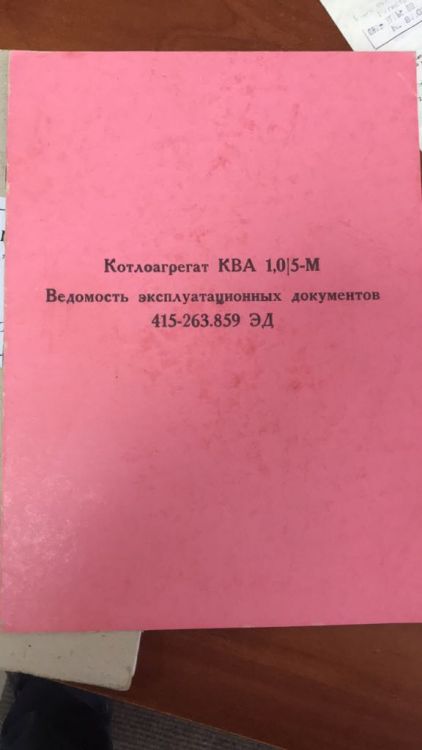 Котлоагрегат КВА 1,0|5-М
Ведомость эксплуатационных документов
415-263.859 ЭД